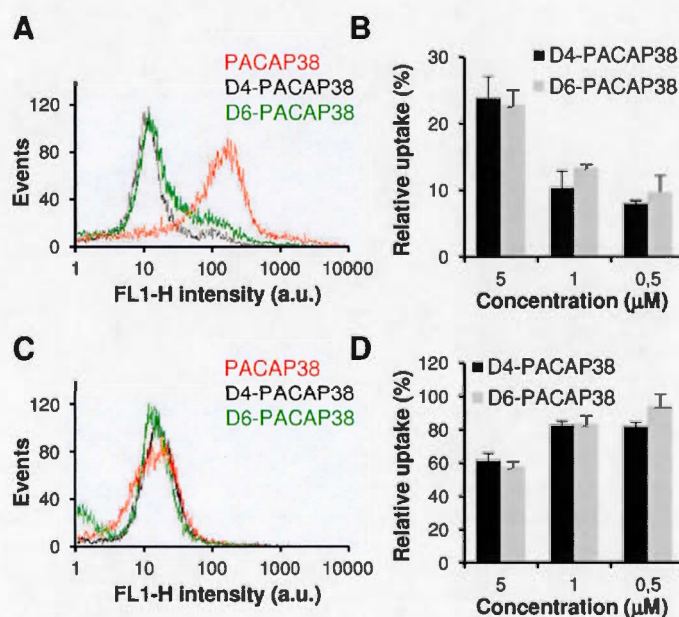 A
PACAP38
D4-PACAP38
D6-PACAP38
Events
120
80
40
0
1 10 100 1000 10000
FL1-H intensity (a.u.)
B
D4-PACAP38
D6-PACAP38
Relative uptake (%)
30
20
10
0
5 1 0,5
Concentration (μM)
C
PACAP38
D4-PACAP38
D6-PACAP38
Events
120
80
40
0
1 10 100 1000 10000
FL1-H intensity (a.u.)
D
D4-PACAP38
D6-PACAP38
Relative uptake (%)
120
100
80
60
40
20
0
5 1 0,5
Concentration (μM)